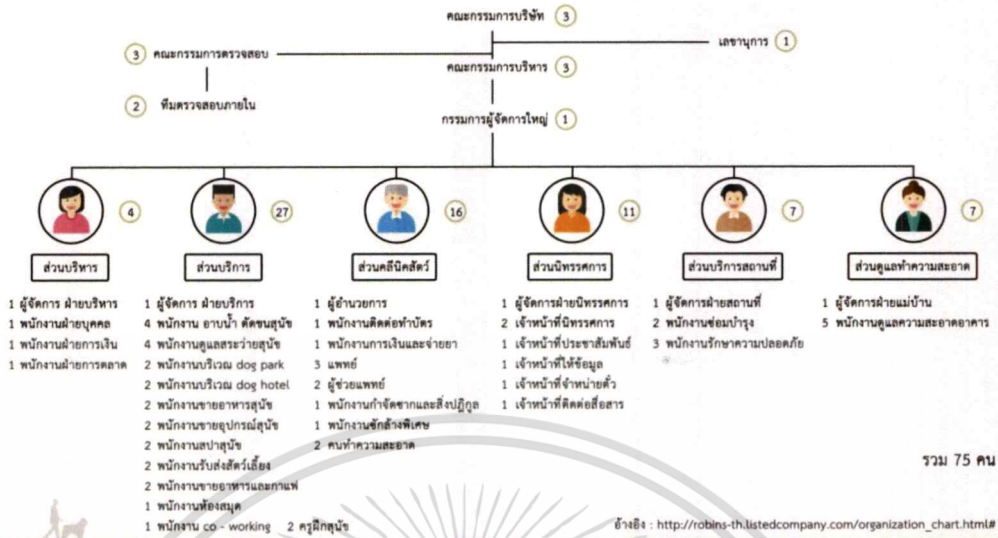 คณะกรรมการบริษัท 3
เลขานุการ 1
3 คณะกรรมการตรวจสอบ
คณะกรรมการบริหาร 3
2 ทีมตรวจสอบภายใน
กรรมการผู้จัดการใหญ่ 1
4 27 16 11 7 7
ส่วนบริหาร
1 ผู้จัดการ ฝ่ายบริหาร
1 พนักงานฝ่ายบุคคล
1 พนักงานฝ่ายการเงิน
1 พนักงานฝ่ายการตลาด
ส่วนบริการ
1 ผู้จัดการ ฝ่ายบริการ
4 พนักงาน อาบน้ำ ตัดขนสุนัข
4 พนักงานดูแลสระว่ายสุนัข
2 พนักงานบริเวณ dog park
2 พนักงานบริเวณ dog hotel
2 พนักงานขายอาหารสุนัข
2 พนักงานขายอุปกรณ์สุนัข
2 พนักงานสปาสุนัข
2 พนักงานรับส่งสัตว์เลี้ยง
2 พนักงานขายอาหารและกาแฟ
1 พนักงานห้องสมุด
1 พนักงาน co - working 2 ครูฝึกสุนัข
ส่วนคลีนิคสัตว์
1 ผู้อำนวยการ
1 พนักงานติดต่อทำบัตร
1 พนักงานการเงินและจ่ายยา
3 แพทย์
2 ผู้ช่วยแพทย์
1 พนักงานกำจัดซากและสิ่งปฎิกูล
1 พนักงานซักล้างพิเศษ
2 คนทำความสะอาด
ส่วนนิทรรศการ
1 ผู้จัดการฝ่ายนิทรรศการ
2 เจ้าหน้าที่นิทรรศการ
1 เจ้าหน้าที่ประชาสัมพันธ์
1 เจ้าหน้าที่ให้ข้อมูล
1 เจ้าหน้าที่จำหน่ายตั๋ว
1 เจ้าหน้าที่ติดต่อสื่อสาร
ส่วนบริการสถานที่
1 ผู้จัดการฝ่ายสถานที่
2 พนักงานซ่อมบำรุง
3 พนักงานรักษาความปลอดภัย
ส่วนดูแลทำความสะอาด
1 ผู้จัดการฝ่ายแม่บ้าน
5 พนักงานดูแลความสะอาดอาคาร
รวม 75 คน
อ้างอิง : http://robins-th.listedcompany.com/organization_chart.html#